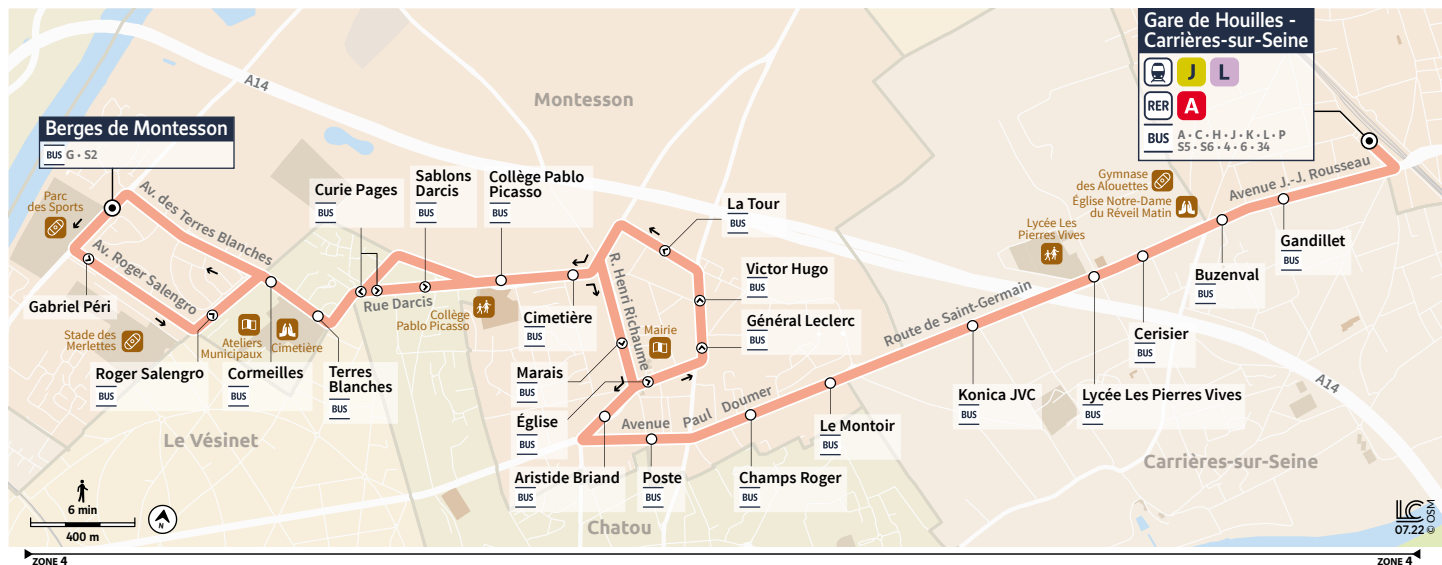 Gare de Houilles -
Carrières-sur-Seine
J L
RER A
BUS A • C • H • J • K • L • P
S5 • S6 • 4 • 6 • 34
A14
Montesson
Berges de Montesson
BUS G • S2
Parc
des Sports
Av. des Terres Blanches
Av. Roger Salengro
Gabriel Péri
Stade des
Merlettes
Ateliers
Municipaux
Cimetière
Roger Salengro
BUS
Cormeilles
BUS
Terres
Blanches
BUS
Curie Pages
BUS
Sablons
Darcis
BUS
Collège Pablo
Picasso
BUS
Rue Darcis
Collège
Pablo Picasso
Cimetière
BUS
R. Henri Richaume
La Tour
BUS
Victor Hugo
BUS
Général Leclerc
BUS
Mairie
Marais
BUS
Église
BUS
Aristide Briand
BUS
Poste
BUS
Avenue Paul Doumer
Champs Roger
BUS
Le Montoir
BUS
Route de Saint-Germain
Konica JVC
BUS
Lycée Les Pierres Vives
BUS
Lycée Les
Pierres Vives
Cerisier
BUS
Buzenval
BUS
Gandillet
BUS
Gymnase
des Alouettes
Église Notre-Dame
du Réveil Matin
Avenue J.-J. Rousseau
A14
Le Vésinet
Chatou
Carrières-sur-Seine
6 min
400 m
N
LC
07.22 © OSM
ZONE 4
ZONE 4